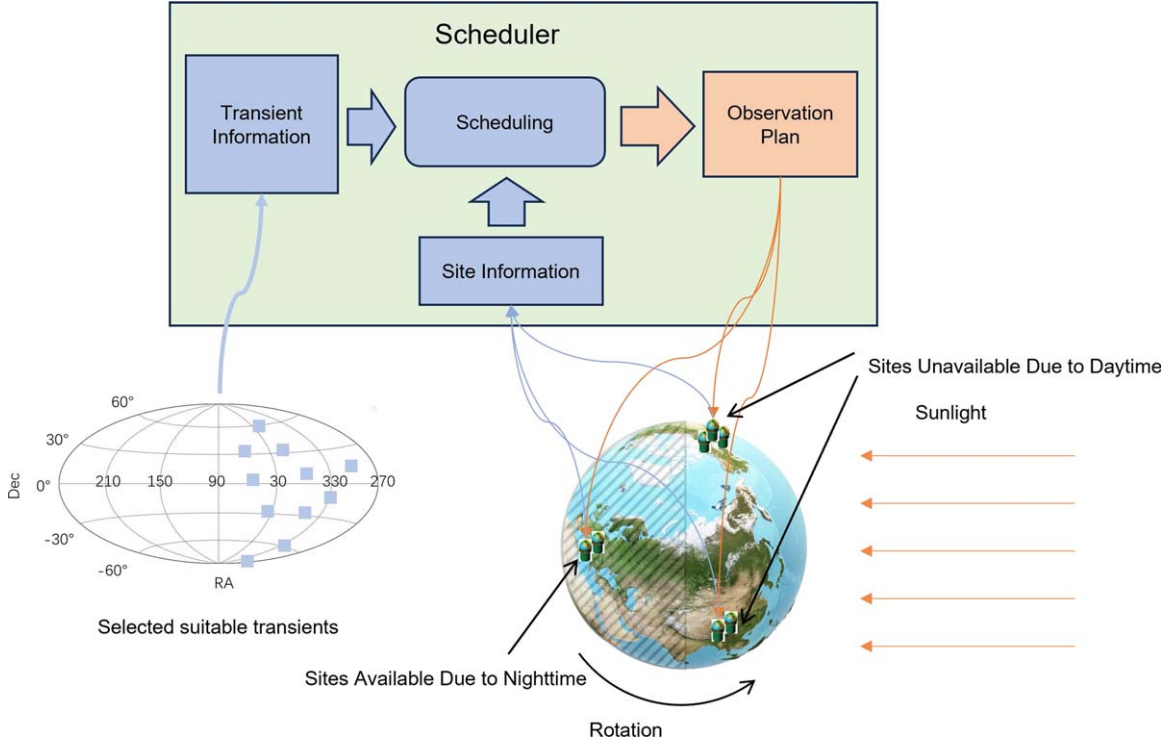 Scheduler
Transient
Information
Scheduling
Observation
Plan
Site Information
Sites Unavailable Due to Daytime
Sunlight
60°
30°
Dec
0°
210
150
90
30
330
270
-30°
-60°
RA
Selected suitable transients
Sites Available Due to Nighttime
Rotation